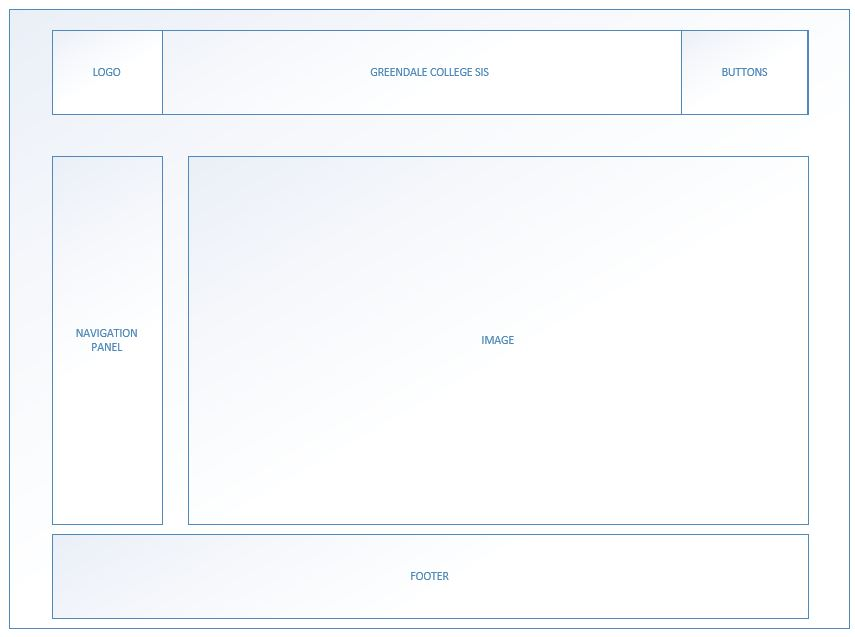 LOGO
GREENDALE COLLEGE SIS
BUTTONS
NAVIGATION
PANEL
IMAGE
FOOTER